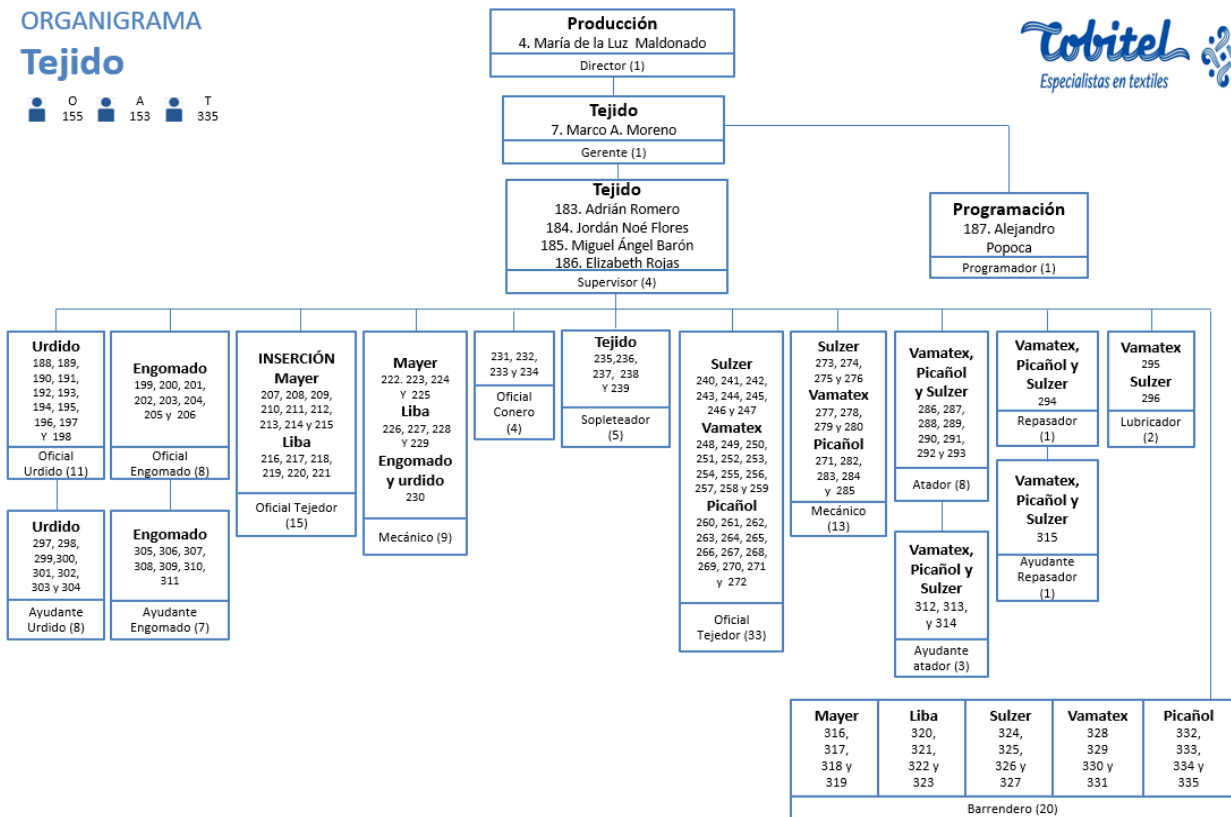 ORGANIGRAMA
Tejido
O
155
A
153
T
335
Tobitel
Especialistas en textiles
Producción
4. María de la Luz Maldonado
Director (1)
Tejido
7. Marco A. Moreno
Gerente (1)
Tejido
183. Adrián Romero
184. Jordán Noé Flores
185. Miguel Ángel Barón
186. Elizabeth Rojas
Supervisor (4)
Programación
187. Alejandro
Popoca
Programador (1)
Urdido
188, 189,
190, 191,
192, 193,
194, 195,
196, 197
Y 198
Oficial
Urdido (11)
Engomado
199, 200, 201,
202, 203, 204,
205 y 206
Oficial
Engomado (8)
INSERCIÓN
Mayer
207, 208, 209,
210, 211, 212,
213, 214 y 215
Liba
216, 217, 218,
219, 220, 221
Oficial Tejedor
(15)
Mayer
222. 223, 224
Y 225
Liba
226, 227, 228
Y 229
Engomado
y urdido
230
Mecánico (9)
231, 232,
233 y 234
Oficial
Conero
(4)
Tejido
235,236,
237, 238
Y 239
Sopleteador
(5)
Sulzer
240, 241, 242,
243, 244, 245,
246 y 247
Vamatex
248, 249, 250,
251, 252, 253,
254, 255, 256,
257, 258 y 259
Picañol
260, 261, 262,
263, 264, 265,
266, 267, 268,
269, 270, 271
y 272
Oficial
Tejedor (33)
Sulzer
273, 274,
275 y 276
Vamatex
277, 278,
279 y 280
Picañol
271, 282,
283, 284
y 285
Mecánico
(13)
Vamatex,
Picañol
y Sulzer
286, 287,
288, 289,
290, 291,
292 y 293
Atador (8)
Vamatex,
Picañol y
Sulzer
294
Repasador
(1)
Vamatex
295
Sulzer
296
Lubricador
(2)
Urdido
297, 298,
299,300,
301, 302,
303 y 304
Ayudante
Urdido (8)
Engomado
305, 306, 307,
308, 309, 310,
311
Ayudante
Engomado (7)
Vamatex,
Picañol y
Sulzer
312, 313,
y 314
Ayudante
atador (3)
Vamatex,
Picañol y
Sulzer
315
Ayudante
Repasador
(1)
Mayer
316,
317,
318 y
319
Liba
320,
321,
322 y
323
Sulzer
324,
325,
326 y
327
Vamatex
328
329
330 y
331
Picañol
332,
333,
334 y
335
Barrendero (20)